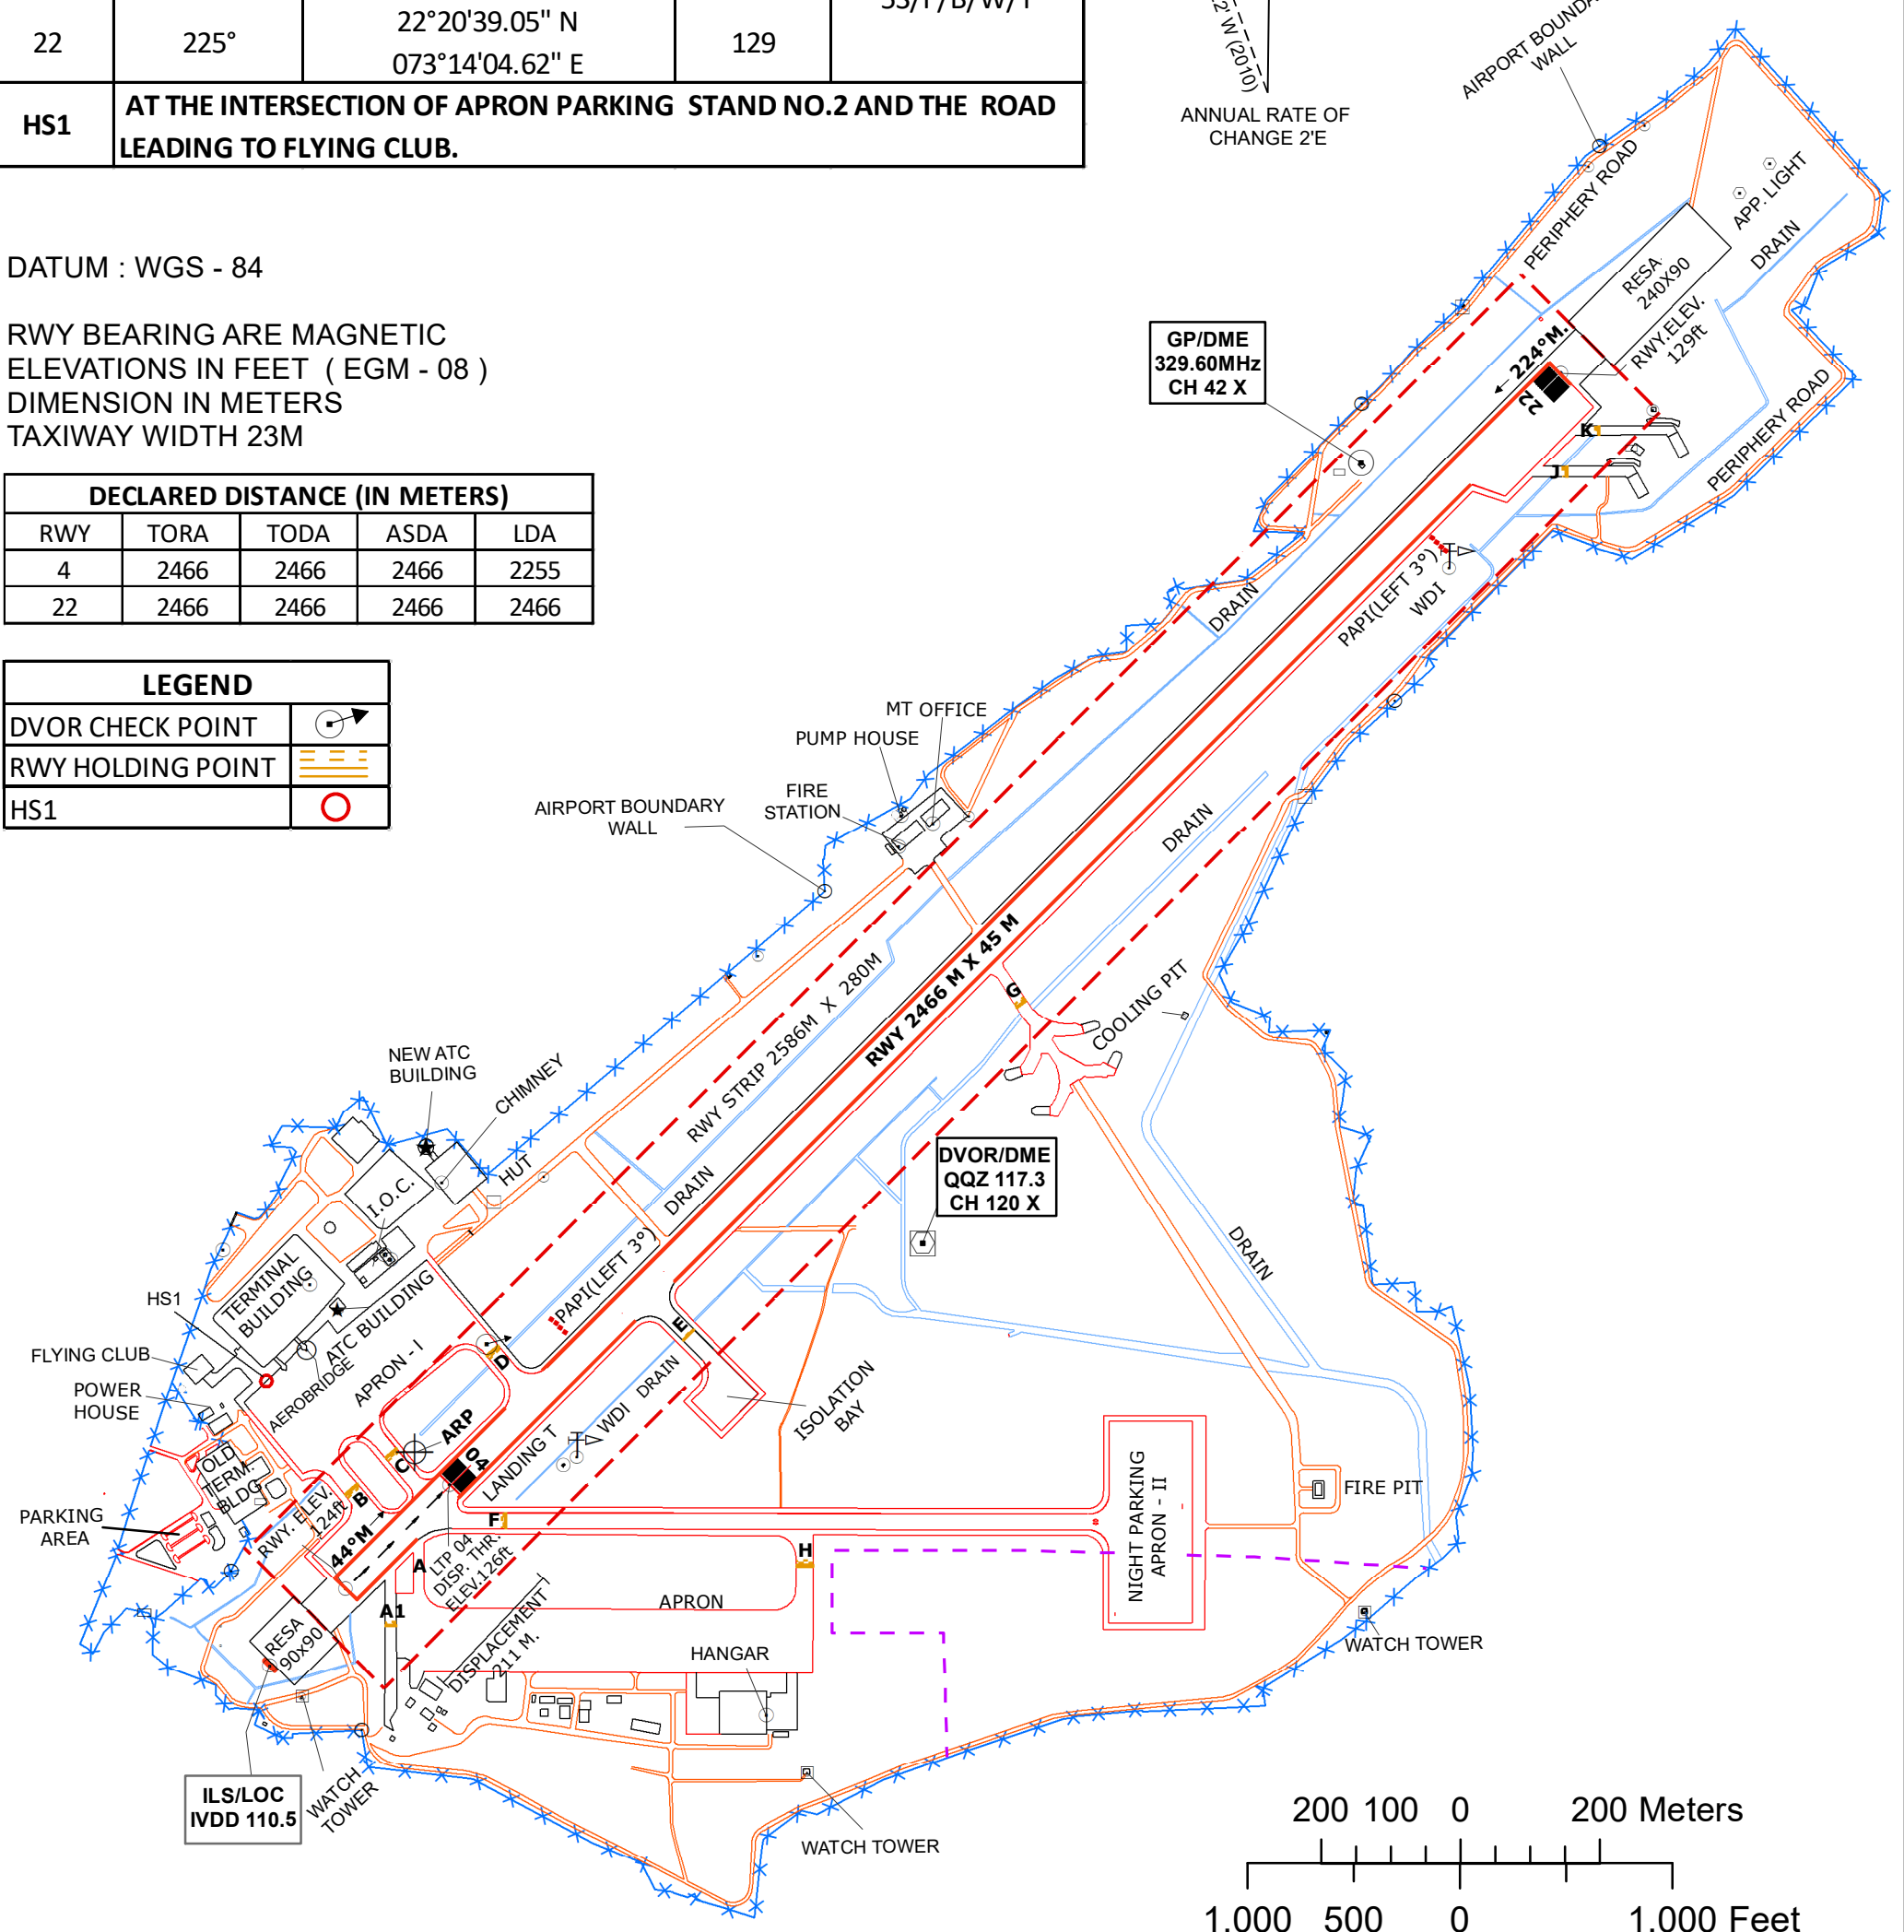 22
225°
22°20'39.05" N
073°14'04.62" E
129
HS1
AT THE INTERSECTION OF APRON PARKING STAND NO.2 AND THE ROAD
LEADING TO FLYING CLUB.
2' W (2010)
ANNUAL RATE OF
CHANGE 2'E
DATUM : WGS - 84
RWY BEARING ARE MAGNETIC
ELEVATIONS IN FEET ( EGM - 08 )
DIMENSION IN METERS
TAXIWAY WIDTH 23M
DECLARED DISTANCE (IN METERS)
RWY TORA TODA ASDA LDA
4 2466 2466 2466 2255
22 2466 2466 2466 2466
LEGEND
DVOR CHECK POINT
RWY HOLDING POINT
HS1
AIRPORT BOUNDA
WALL
PERIPHERY ROAD
APP. LIGHT
DRAIN
RESA
240X90
RWY.ELEV.
129ft
224°M.
22
GP/DME
329.60MHz
CH 42 X
K
J
PERIPHERY ROAD
PAPI(LEFT 3°)
WDI
DRAIN
MT OFFICE
PUMP HOUSE
FIRE
STATION
AIRPORT BOUNDARY
WALL
DRAIN
RWY 2466 M X 45 M
RWY STRIP 2586M X 280M
G
COOLING PIT
NEW ATC
BUILDING
CHIMNEY
HUT
I.O.C.
DRAIN
DVOR/DME
QQZ 117.3
CH 120 X
DRAIN
PAPI(LEFT 3°)
TERMINAL
BUILDING
HS1
ATC BUILDING
FLYING CLUB
AEROBRIDGE
APRON - I
POWER
HOUSE
D
E
DRAIN
WDI
ISOLATION
BAY
ARP
C
04
LANDING T
OLD
TERM.
BLDG
B
RWY. ELEV.
124ft
PARKING
AREA
44°M
F
A
LTP 04
DISP. THR.
ELEV.126ft
H
NIGHT PARKING
APRON - II
FIRE PIT
A1
APRON
DISPLACEMENT
211 M.
RESA
90x90
HANGAR
WATCH TOWER
ILS/LOC
IVDD 110.5
WATCH
TOWER
WATCH TOWER
200 100 0 200 Meters
1,000 500 0 1,000 Feet